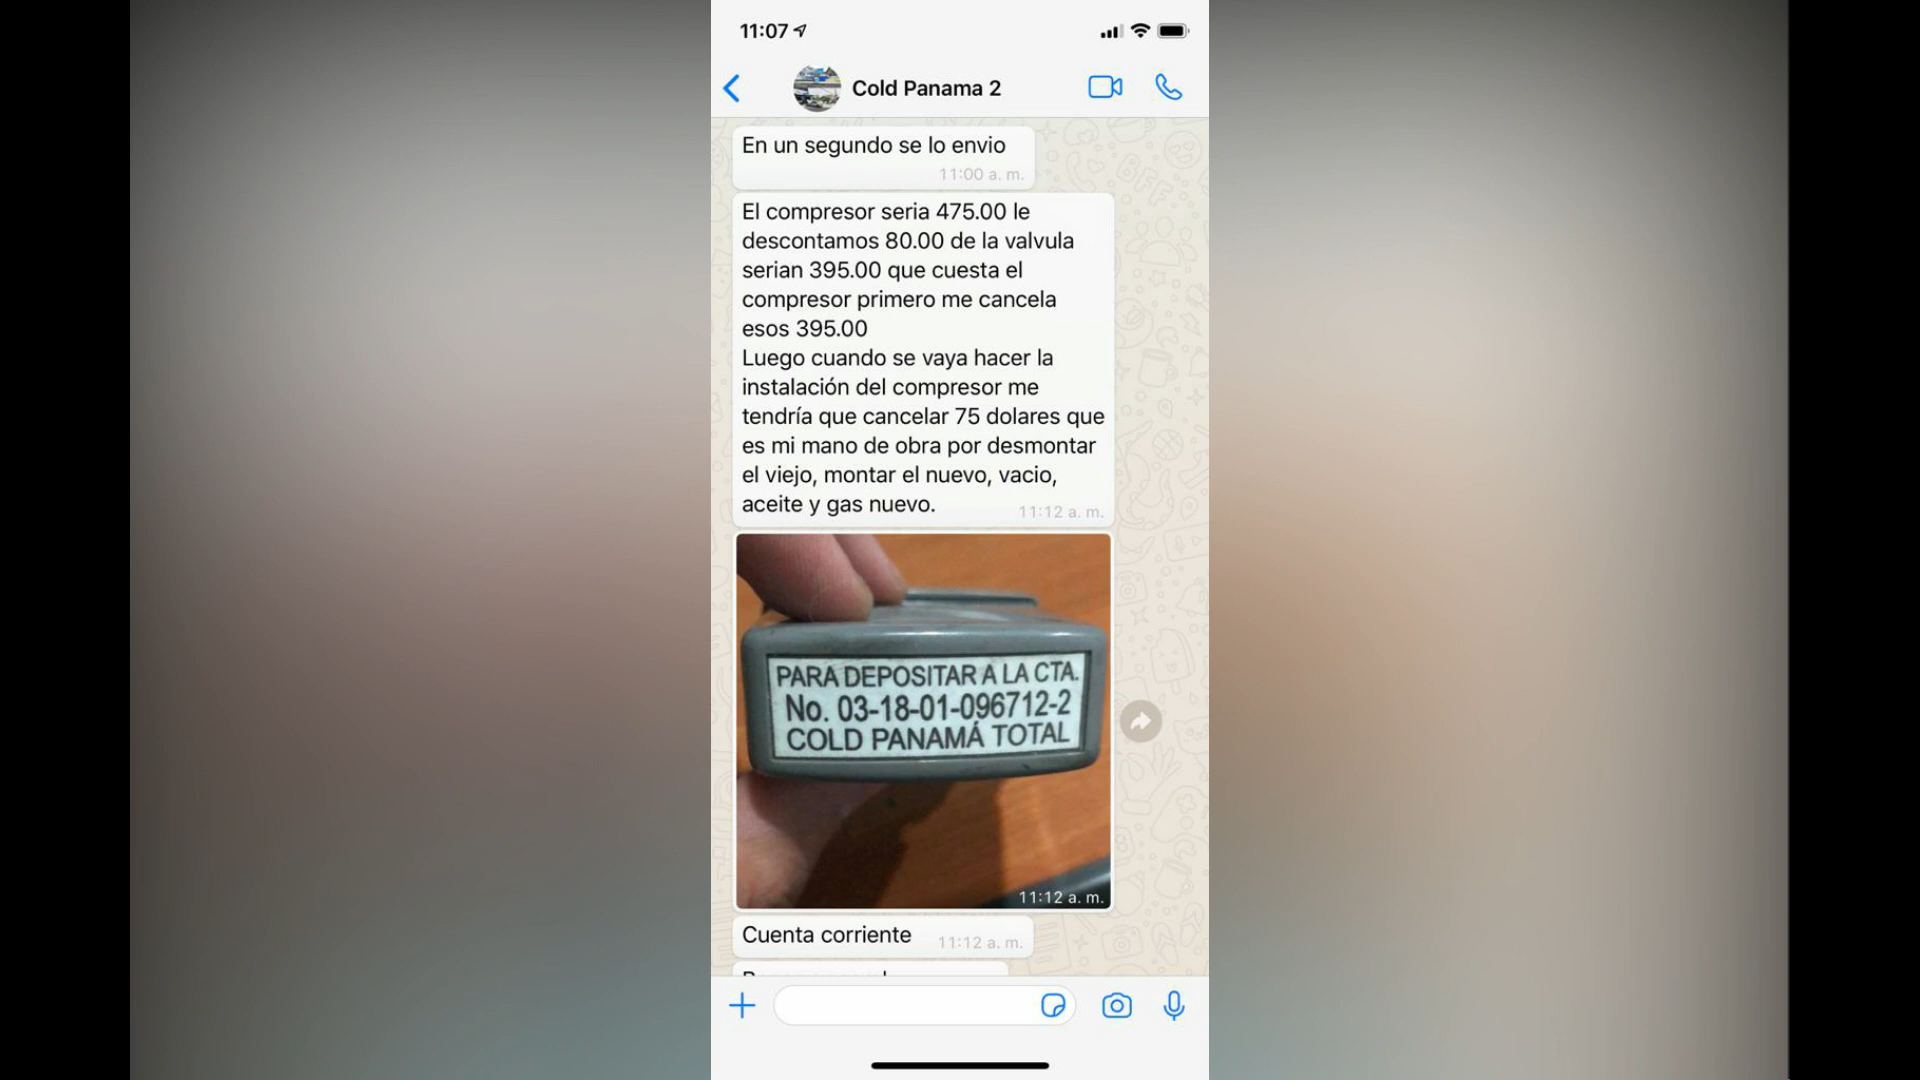 11:07
Cold Panama 2
En un segundo se lo envio
11:00 a. m.
El compresor seria 475.00 le
descontamos 80.00 de la valvula
serian 395.00 que cuesta el
compresor primero me cancela
esos 395.00
Luego cuando se vaya hacer la
instalación del compresor me
tendría que cancelar 75 dolares que
es mi mano de obra por desmontar
el viejo, montar el nuevo, vacio,
aceite y gas nuevo.
11:12 a. m.
PARA DEPOSITAR A LA CTA.
No. 03-18-01-096712-2
COLD PANAMÁ TOTAL
11:12 a. m.
Cuenta corriente
11:12 a. m.